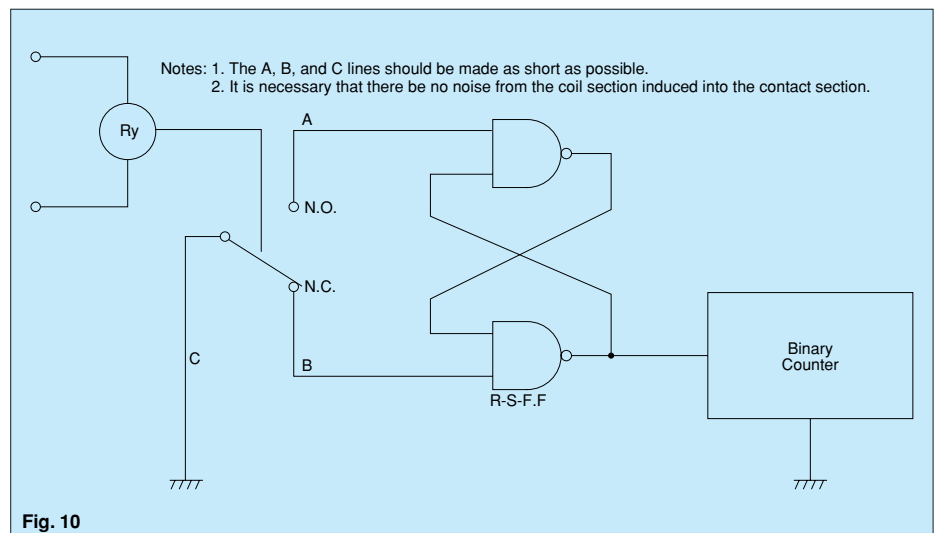 Notes: 1. The A, B, and C lines should be made as short as possible.
2. It is necessary that there be no noise from the coil section induced into the contact section.
Ry
A
N.O.
N.C.
C
B
R-S-F.F
Binary
Counter
Fig. 10